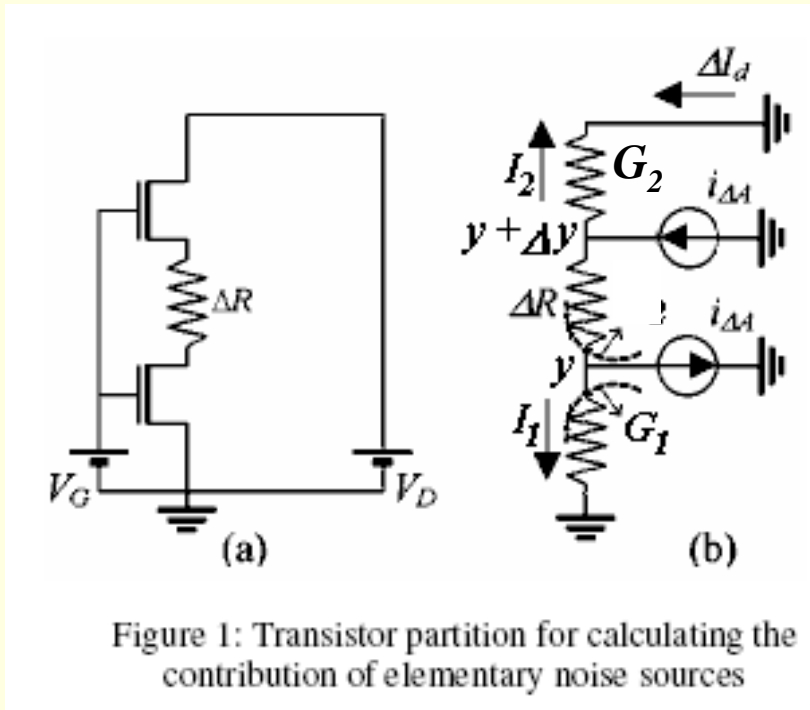 ΔI_d
I_2 G_2
i_ΔA
y + Δy
ΔR
ΔR
i_ΔA
y
I_1 G_1
V_G V_D
(a) (b)
Figure 1: Transistor partition for calculating the
contribution of elementary noise sources